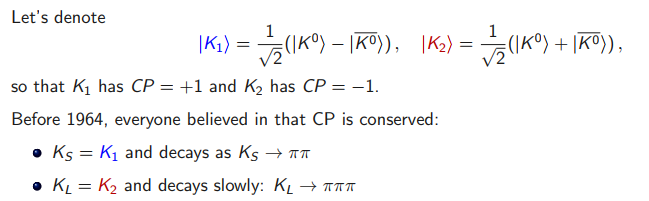 Let's denote
|K₁⟩ = 1/√2 (|K⁰⟩ − |K̅⁰⟩), |K₂⟩ = 1/√2 (|K⁰⟩ + |K̅⁰⟩),
so that K₁ has CP = +1 and K₂ has CP = −1.
Before 1964, everyone believed in that CP is conserved:
• K_S = K₁ and decays as K_S → ππ
• K_L = K₂ and decays slowly: K_L → πππ